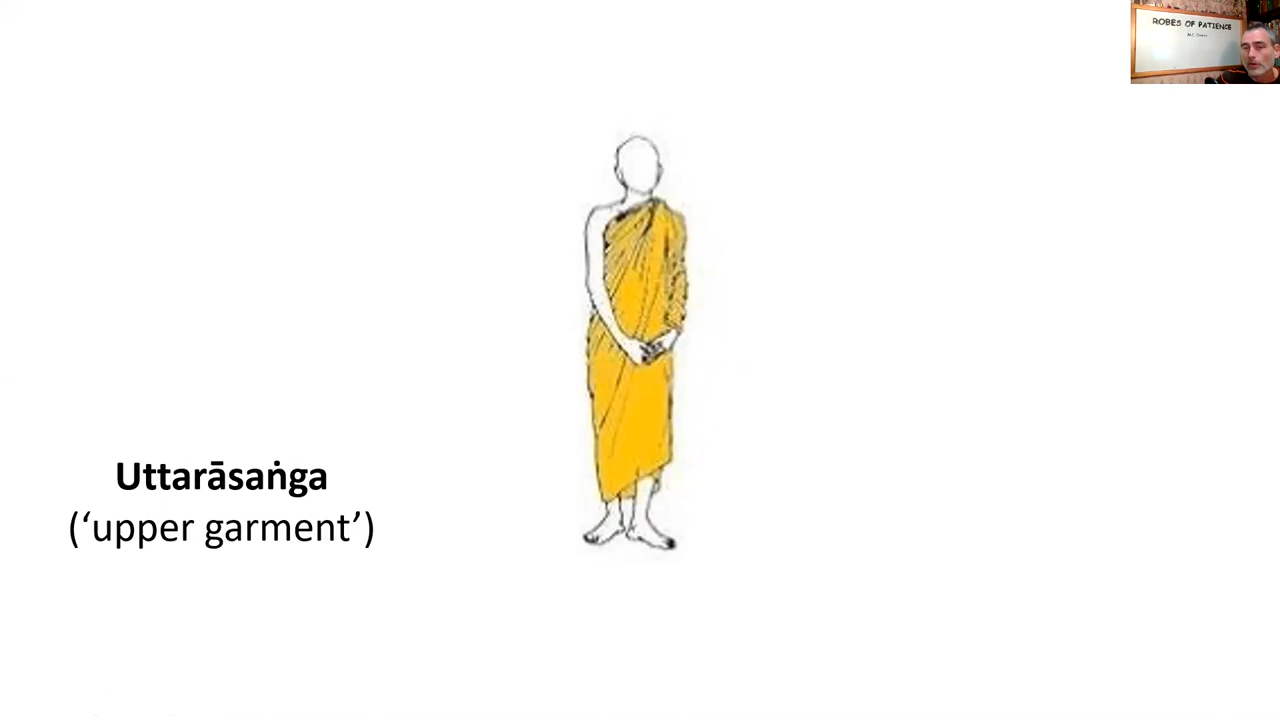 ROBES OF PATIENCE
Uttarāsaṅga
(‘upper garment’)